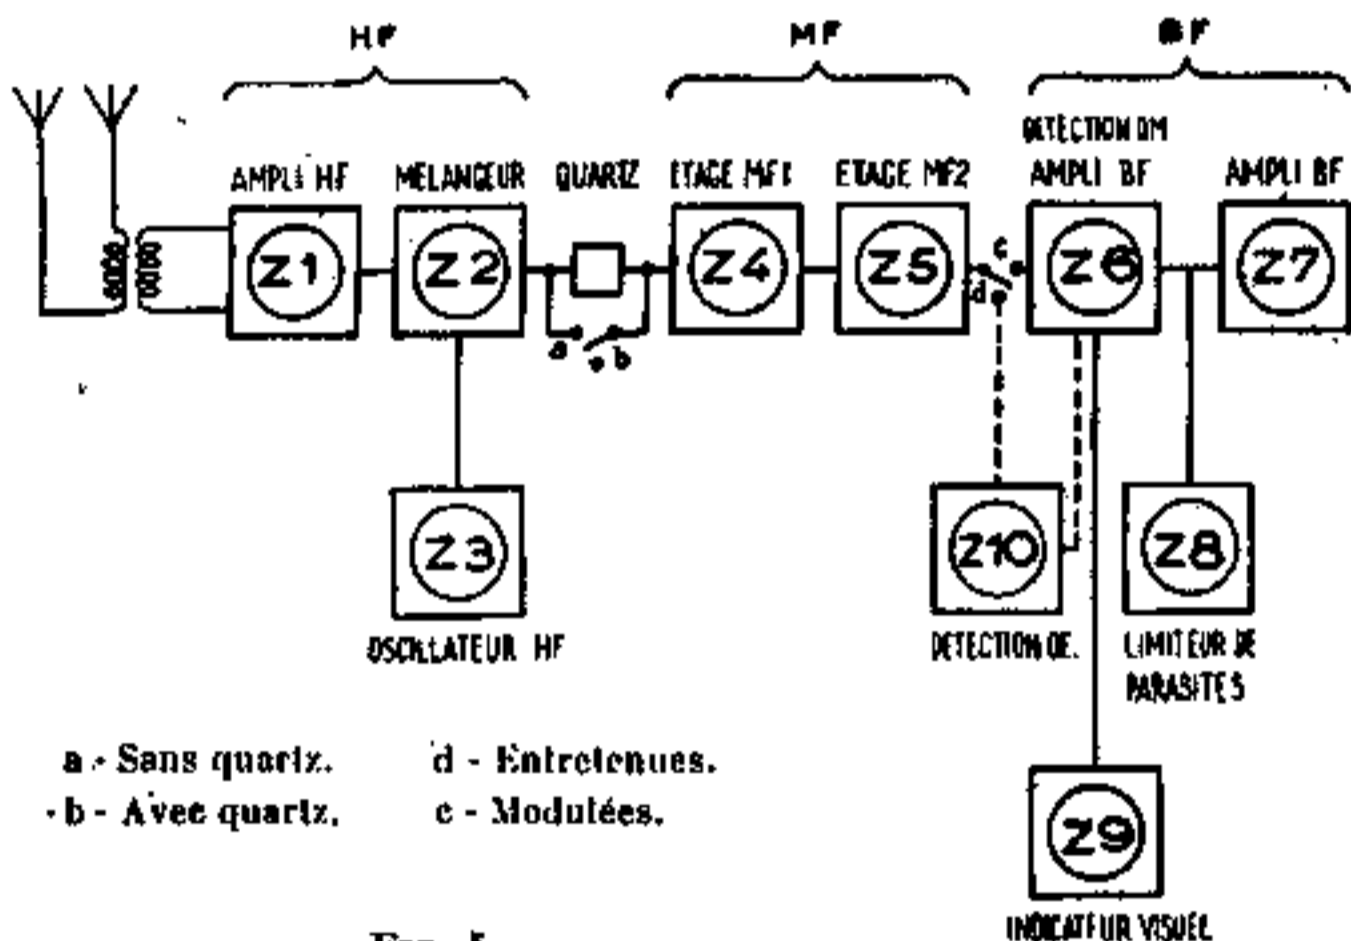 HF
MF
BF
DETECTION OM
AMPLI HF
MELANGEUR
QUARTZ
ETAGE MF1
ETAGE MF2
AMPLI BF
AMPLI BF
Z1
Z2
Z4
Z5
c
d
Z6
Z7
a
b
Z3
Z10
Z8
OSCILLATEUR HF
DETECTION OE.
LIMITEUR DE
PARASITES
a - Sans quartz.
d - Entretenues.
b - Avec quartz.
c - Modulées.
Z9
INDICATEUR VISUEL